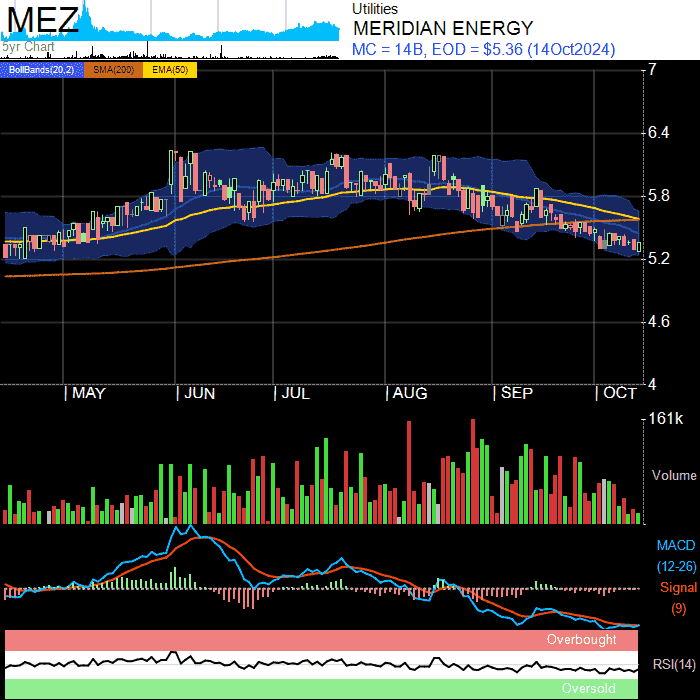 MEZ
Utilities
MERIDIAN ENERGY
5yr Chart
MC = 14B, EOD = $5.36 (14Oct2024)
BollBands(20,2) SMA(200) EMA(50)
7
6.4
5.8
5.2
4.6
4
| MAY | JUN | JUL | AUG | SEP | OCT
161k
Volume
MACD
(12-26)
Signal
(9)
Overbought
RSI(14)
Oversold